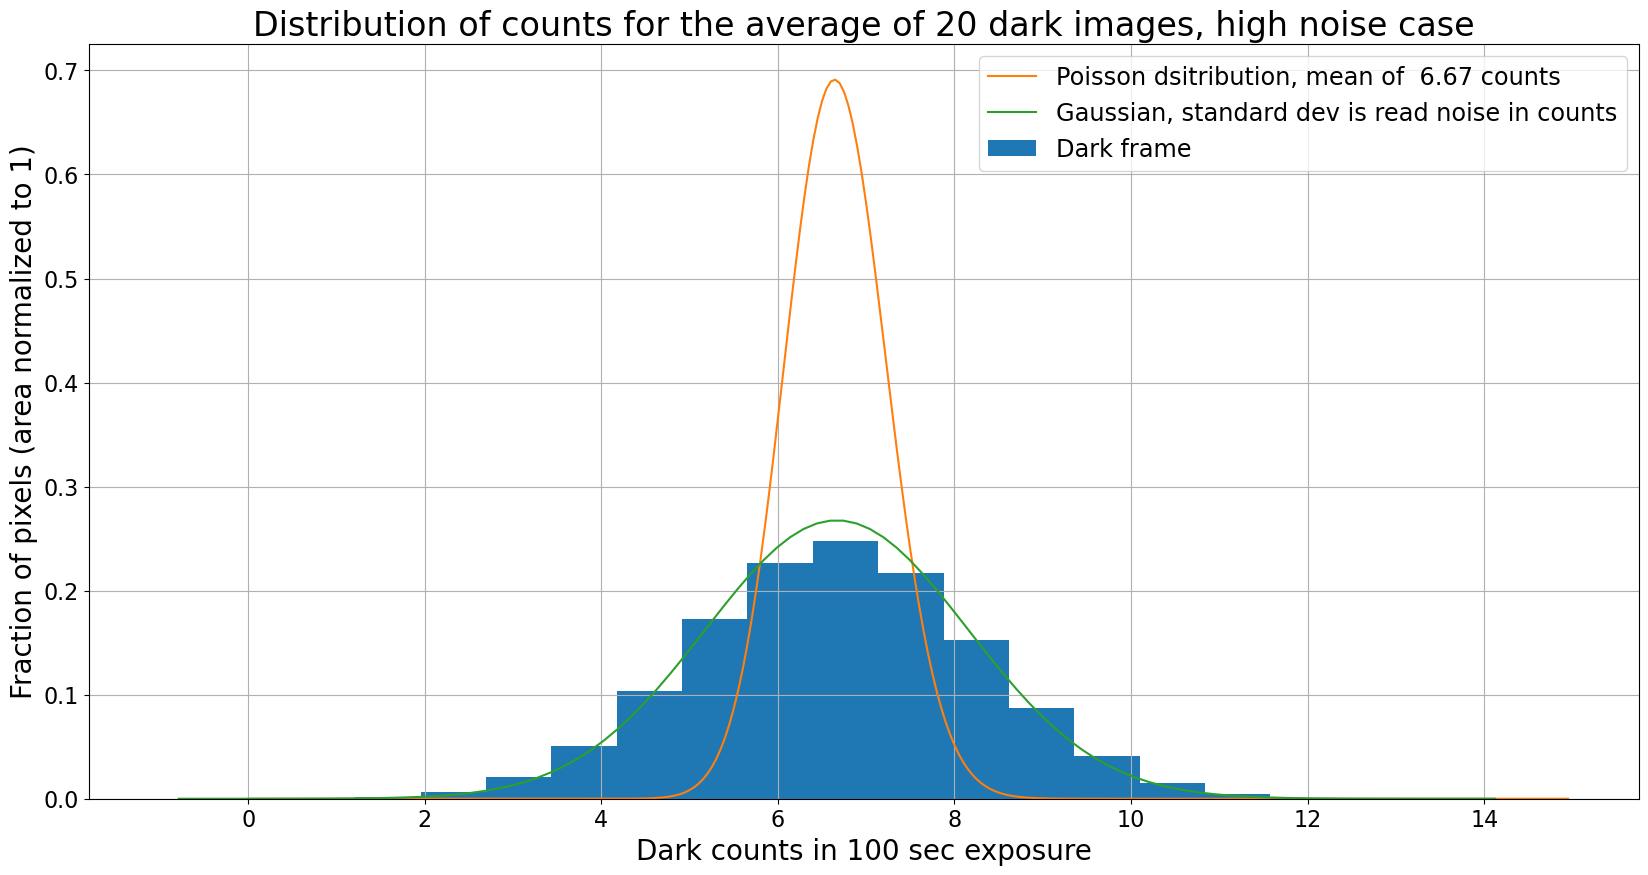 Distribution of counts for the average of 20 dark images, high noise case
Poisson dsitribution, mean of  6.67 counts
Gaussian, standard dev is read noise in counts
Dark frame
Fraction of pixels (area normalized to 1)
0.7
0.6
0.5
0.4
0.3
0.2
0.1
0.0
0 2 4 6 8 10 12 14
Dark counts in 100 sec exposure